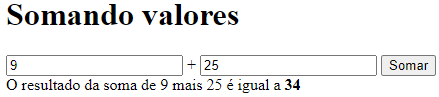 Somando valores
9 + 25 Somar
O resultado da soma de 9 mais 25 é igual a 34